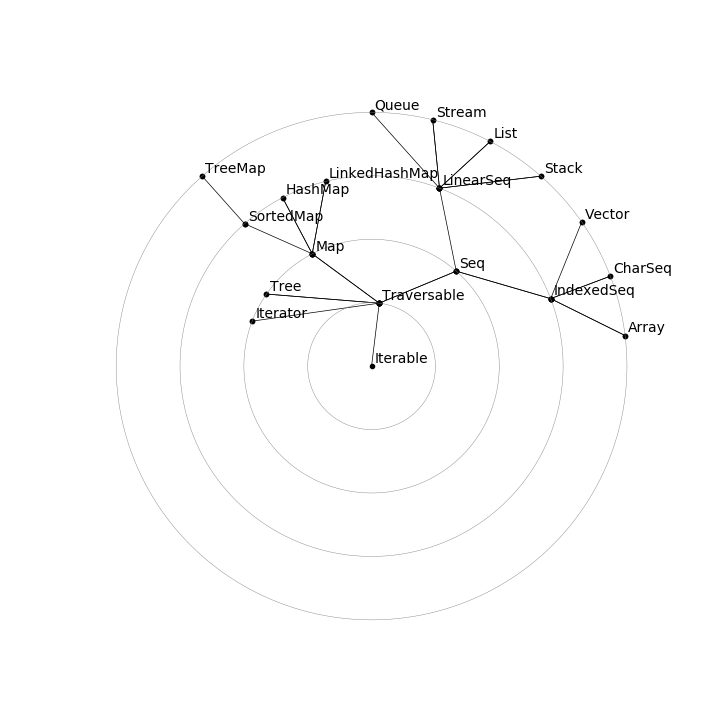 Queue
Stream
List
TreeMap
LinkedHashMap
Stack
HashMap
LinearSeq
SortedMap
Vector
Map
Seq
CharSeq
Tree
Traversable
IndexedSeq
Iterator
Array
Iterable